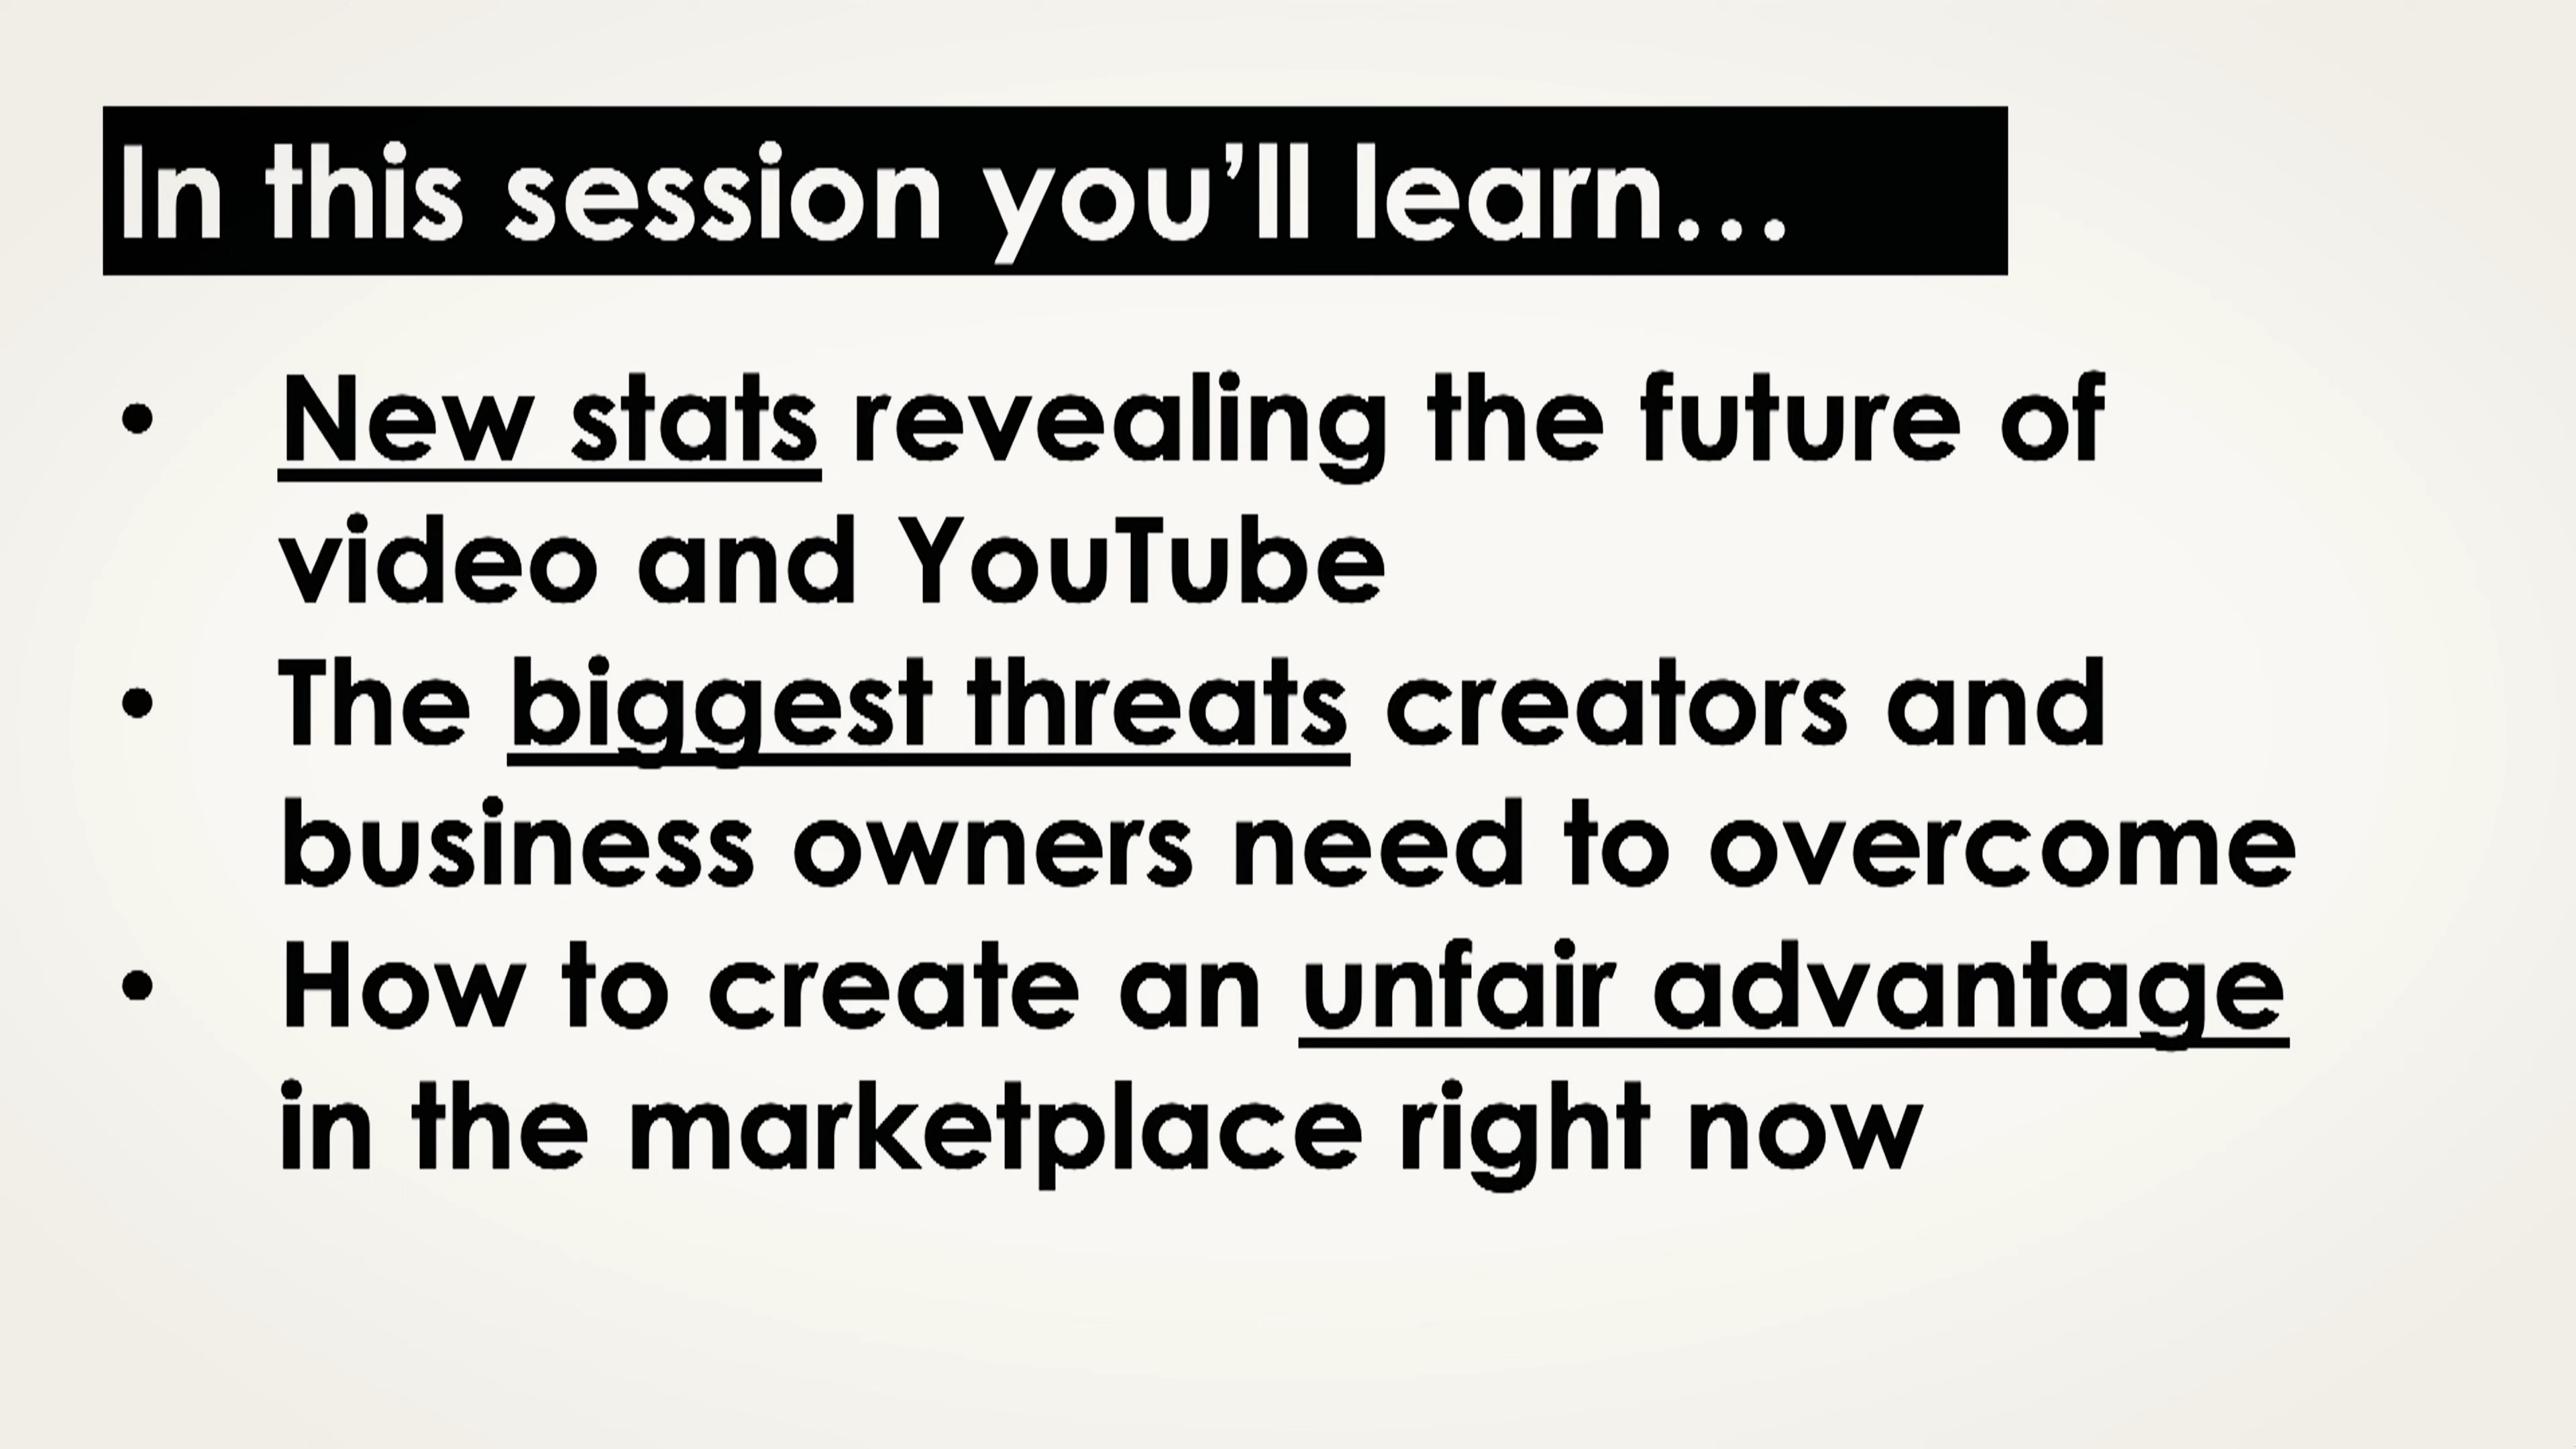 In this session you’ll learn…
• New stats revealing the future of
video and YouTube
• The biggest threats creators and
business owners need to overcome
• How to create an unfair advantage
in the marketplace right now